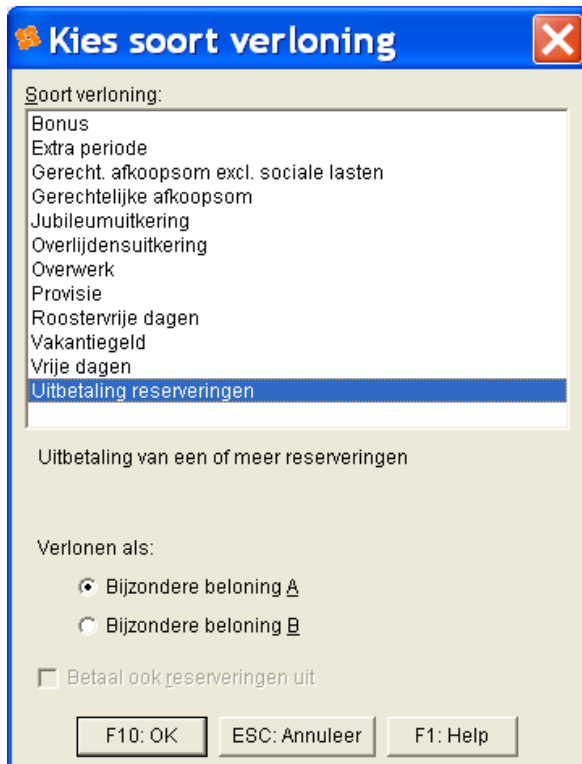 Kies soort verloning
Soort verloning:
Bonus
Extra periode
Gerecht. afkoopsom excl. sociale lasten
Gerechtelijke afkoopsom
Jubileumuitkering
Overlijdensuitkering
Overwerk
Provisie
Roostervrije dagen
Vakantiegeld
Vrije dagen
Uitbetaling reserveringen
Uitbetaling van een of meer reserveringen
Verlonen als:
Bijzondere beloning A
Bijzondere beloning B
Betaal ook reserveringen uit
F10: OK ESC: Annuleer F1: Help